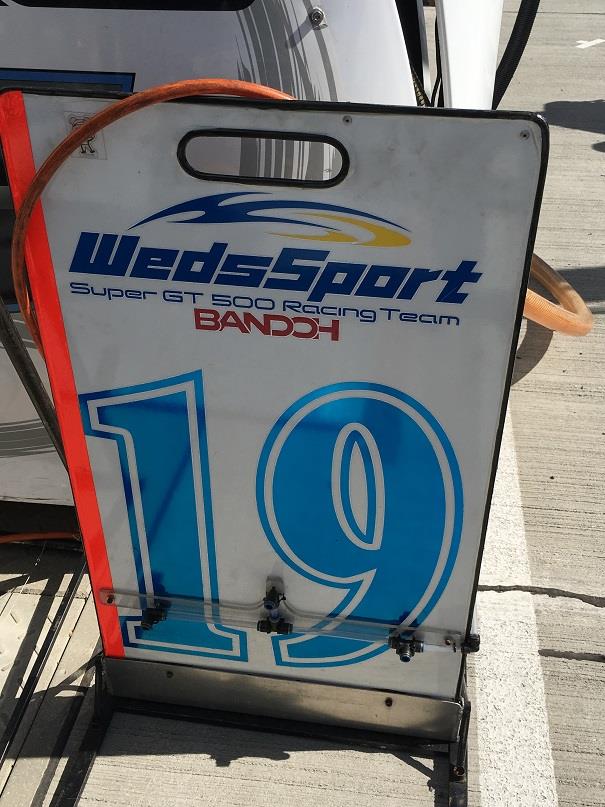 WedsSport
Super GT 500 Racing Team
BANDOH
19